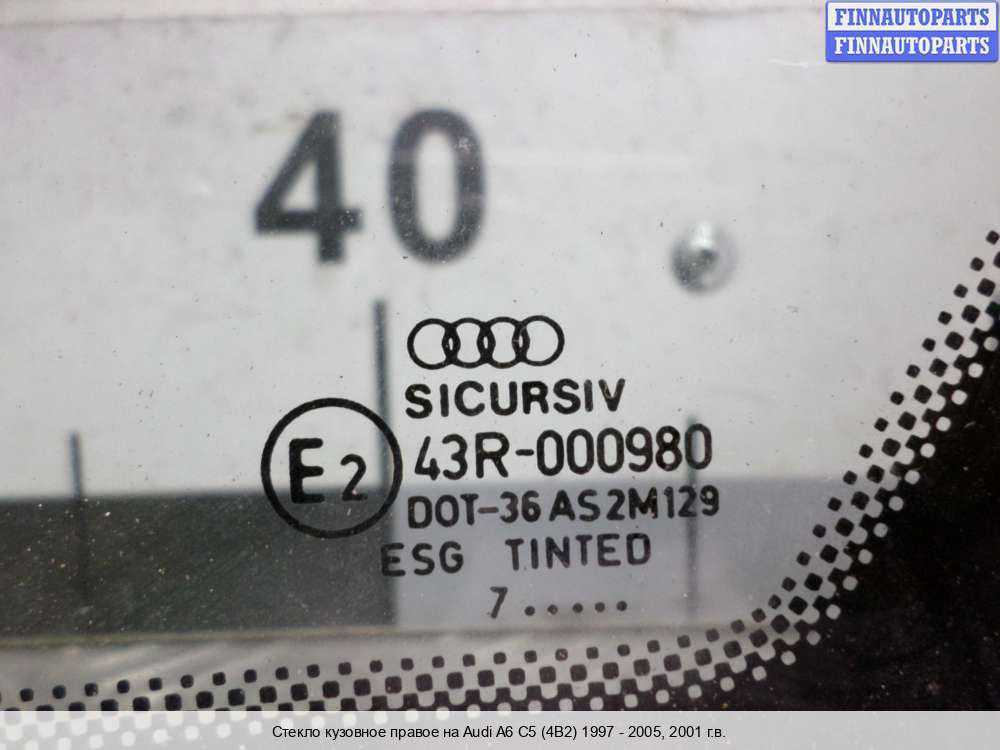 FINNAUTOPARTS
FINNAUTOPARTS
40
SICURSIV
E2 43R-000980
DOT-36 AS2M129
ESG TINTED
7 .....
Стекло кузовное правое на Audi A6 C5 (4B2) 1997 - 2005, 2001 г.в.